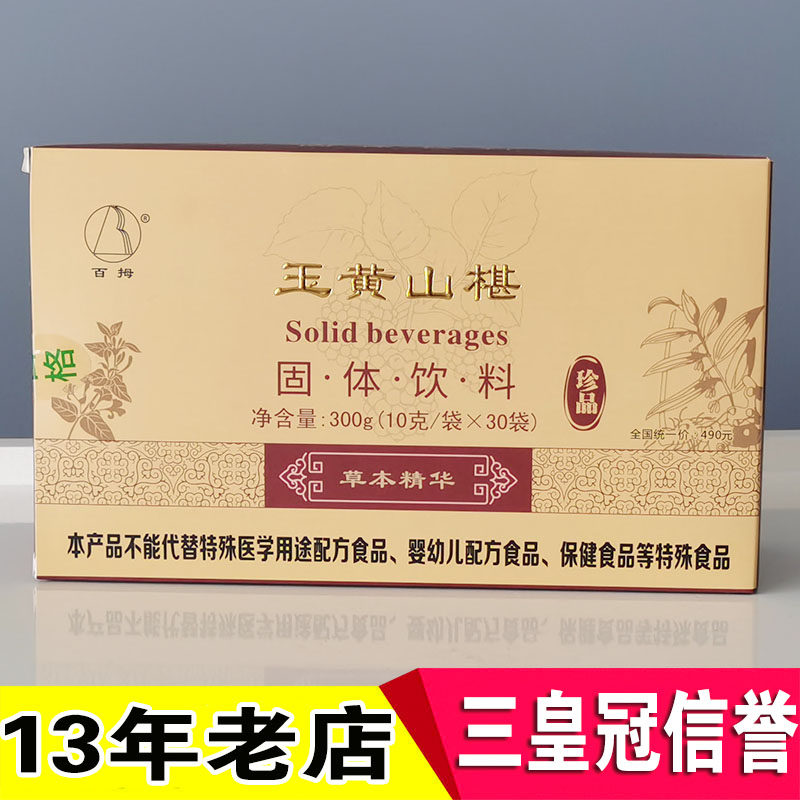 ®
百拇
玉黄山椹
Solid beverages
固·体·饮·料
净含量:300g(10克/袋×30袋)
珍品
全国统一价:490元
格
草本精华
本产品不能代替特殊医学用途配方食品、婴幼儿配方食品、保健食品等特殊食品
13年老店
三皇冠信誉